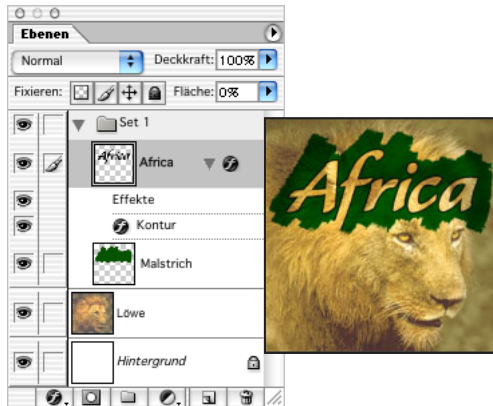 Ebenen
Normal Deckkraft: 100%
Fixieren: Fläche: 0%
Set 1
Africa Africa
Effekte
Kontur
Malstrich
Löwe
Hintergrund
Africa